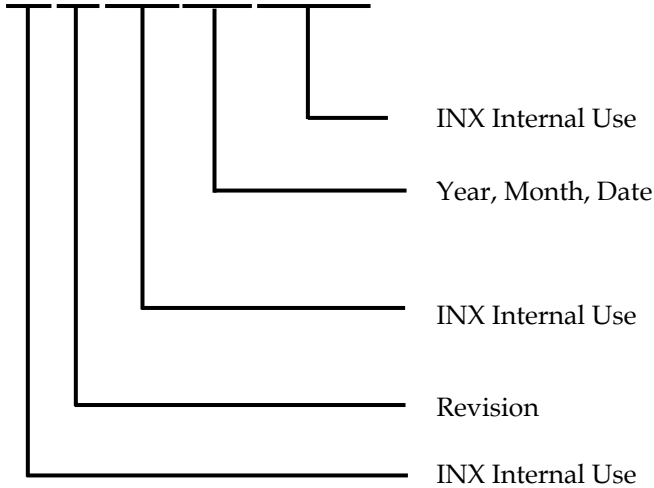 INX Internal Use
Year, Month, Date
INX Internal Use
Revision
INX Internal Use